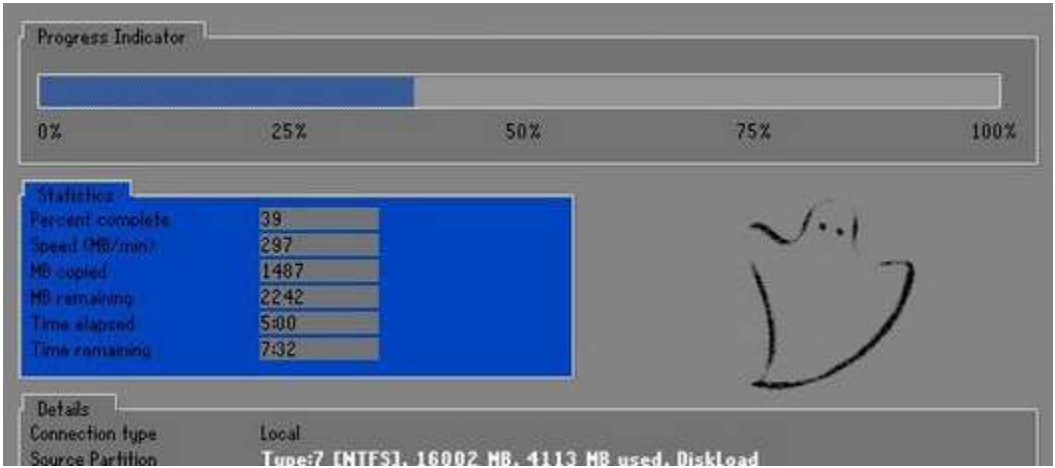 Progress Indicator
0% 25% 50% 75% 100%
Statistics
Percent complete 39
Speed (MB/min) 297
MB copied 1487
MB remaining 2242
Time elapsed 5:00
Time remaining 7:32
Details
Connection type Local
Source Partition Type:7 [NTFS], 16002 MB, 4113 MB used, DiskLoad